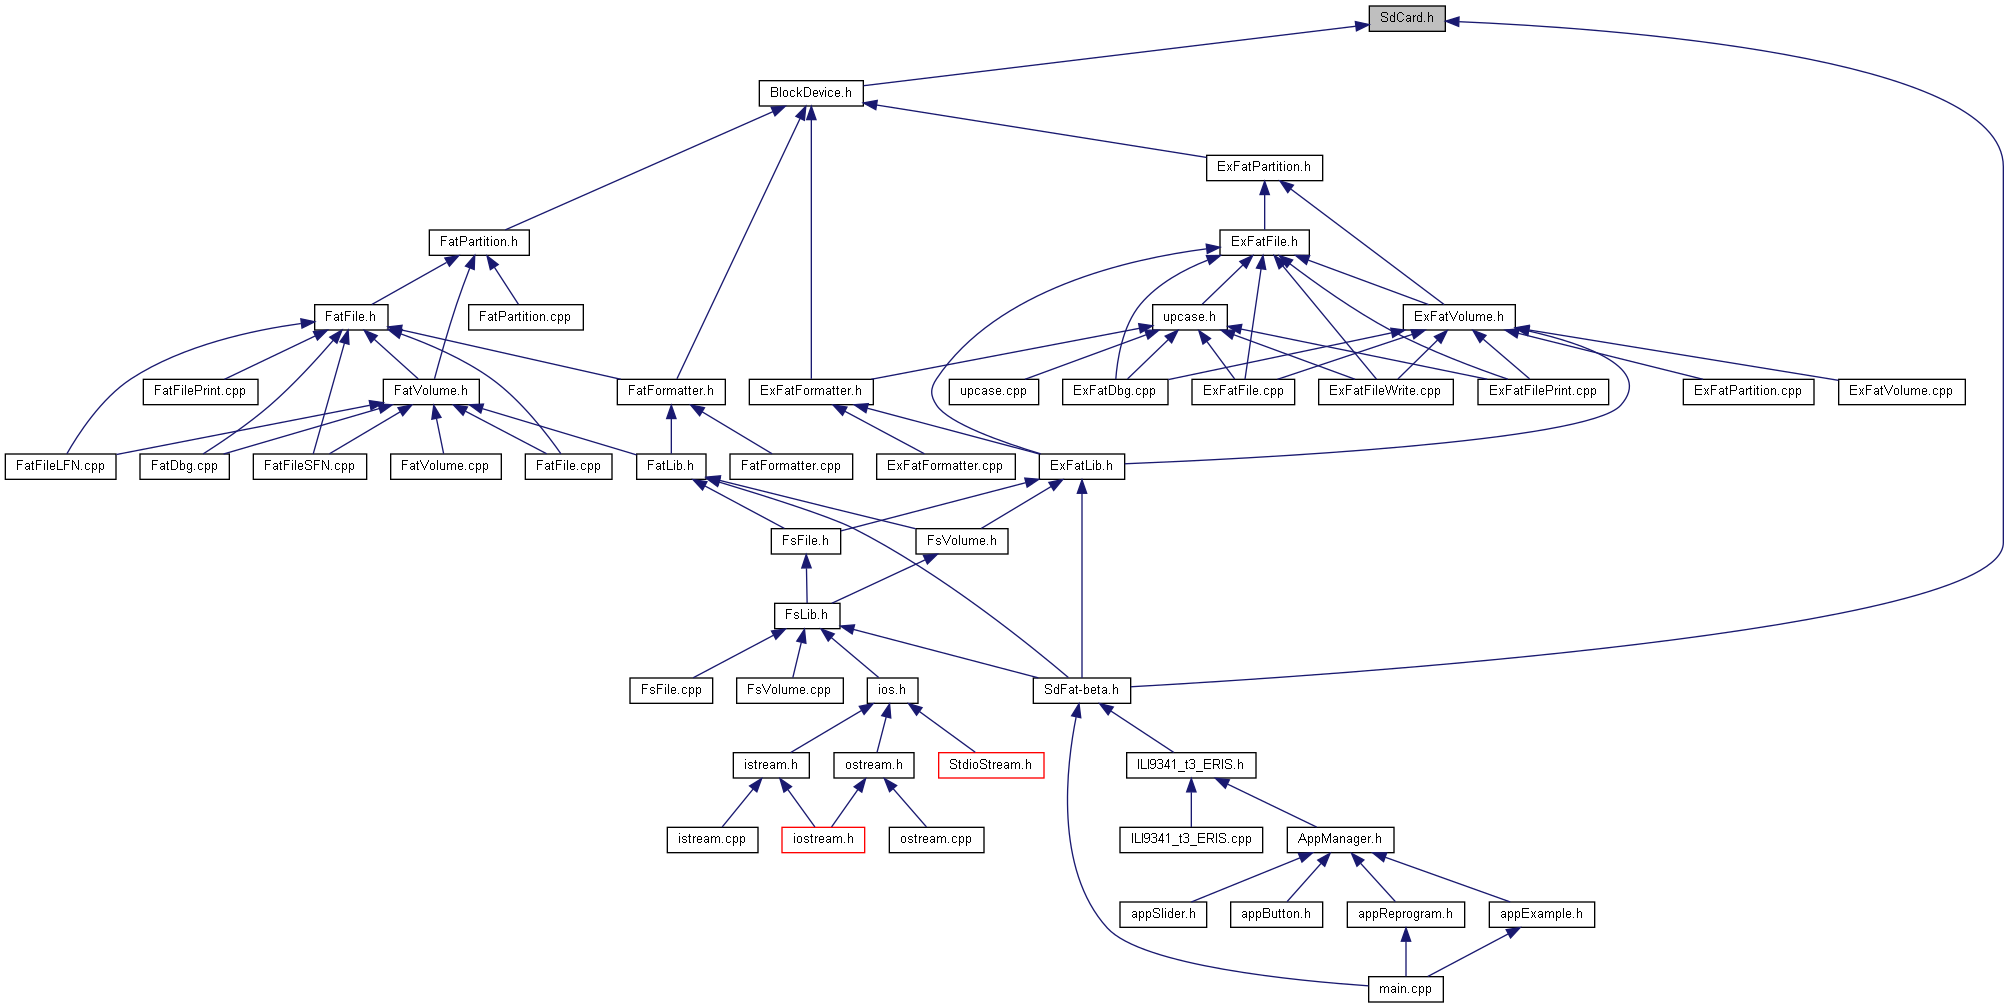 SdCard.h
BlockDevice.h
ExFatPartition.h
FatPartition.h
ExFatFile.h
FatFile.h
FatPartition.cpp
upcase.h
ExFatVolume.h
FatFilePrint.cpp
FatVolume.h
FatFormatter.h
ExFatFormatter.h
upcase.cpp
ExFatDbg.cpp
ExFatFile.cpp
ExFatFileWrite.cpp
ExFatFilePrint.cpp
ExFatPartition.cpp
ExFatVolume.cpp
FatFileLFN.cpp
FatDbg.cpp
FatFileSFN.cpp
FatVolume.cpp
FatFile.cpp
FatLib.h
FatFormatter.cpp
ExFatFormatter.cpp
ExFatLib.h
FsFile.h
FsVolume.h
FsLib.h
FsFile.cpp
FsVolume.cpp
ios.h
SdFat-beta.h
istream.h
ostream.h
StdioStream.h
ILI9341_t3_ERIS.h
istream.cpp
iostream.h
ostream.cpp
ILI9341_t3_ERIS.cpp
AppManager.h
appSlider.h
appButton.h
appReprogram.h
appExample.h
main.cpp